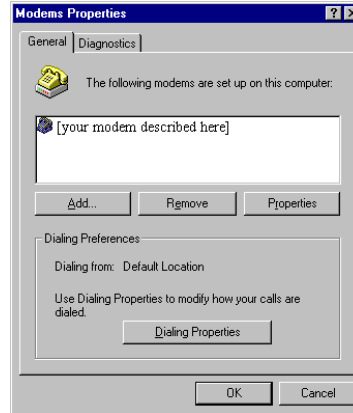 Modems Properties
General Diagnostics
The following modems are set up on this computer:
[your modem described here]
Add... Remove Properties
Dialing Preferences
Dialing from: Default Location
Use Dialing Properties to modify how your calls are
dialed.
Dialing Properties
OK Cancel